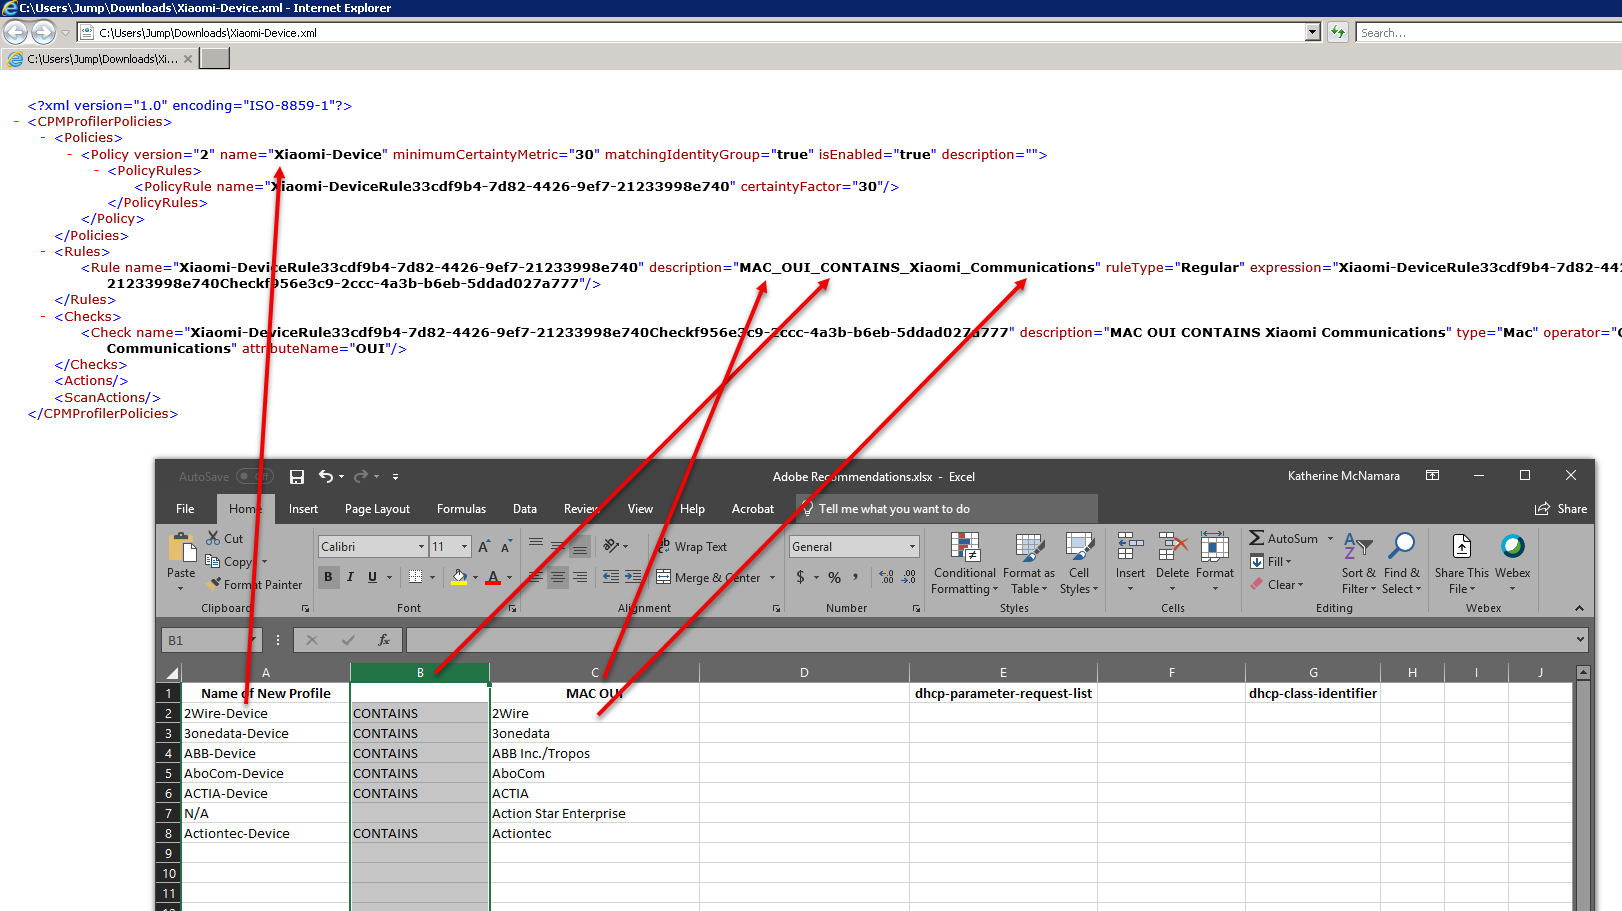 C:\Users\Jump\Downloads\Xiaomi-Device.xml - Internet Explorer
C:\Users\Jump\Downloads\Xiaomi-Device.xml
Search...
C:\Users\Jump\Downloads\Xi...
<?xml version="1.0" encoding="ISO-8859-1"?>
- <CPMProfilerPolicies>
- <Policies>
- <Policy version="2" name="Xiaomi-Device" minimumCertaintyMetric="30" matchingIdentityGroup="true" isEnabled="true" description="">
- <PolicyRules>
<PolicyRule name="Xiaomi-DeviceRule33cdf9b4-7d82-4426-9ef7-21233998e740" certaintyFactor="30"/>
</PolicyRules>
</Policy>
</Policies>
- <Rules>
<Rule name="Xiaomi-DeviceRule33cdf9b4-7d82-4426-9ef7-21233998e740" description="MAC_OUI_CONTAINS_Xiaomi_Communications" ruleType="Regular" expression="Xiaomi-DeviceRule33cdf9b4-7d82-442
21233998e740Checkf956e3c9-2ccc-4a3b-b6eb-5ddad027a777"/>
</Rules>
- <Checks>
<Check name="Xiaomi-DeviceRule33cdf9b4-7d82-4426-9ef7-21233998e740Checkf956e3c9-2ccc-4a3b-b6eb-5ddad027a777" description="MAC OUI CONTAINS Xiaomi Communications" type="Mac" operator="
Communications" attributeName="OUI"/>
</Checks>
<Actions/>
<ScanActions/>
</CPMProfilerPolicies>
AutoSave Off
Adobe Recommendations.xlsx - Excel
Katherine McNamara
File Home Insert Page Layout Formulas Data Review View Help Acrobat Tell me what you want to do Share
Paste Cut Copy Format Painter
Clipboard
Calibri 11
B I U
Font
Wrap Text
Merge & Center
Alignment
General
$ % ,
Number
Conditional Formatting
Format as Table
Cell Styles
Styles
Insert Delete Format
Cells
AutoSum
Fill
Clear
Sort & Filter
Find & Select
Editing
Share This File
Webex
Webex
B1
fx
A B C D E F G H I J
1 Name of New Profile MAC OUI dhcp-parameter-request-list dhcp-class-identifier
2 2Wire-Device CONTAINS 2Wire
3 3onedata-Device CONTAINS 3onedata
4 ABB-Device CONTAINS ABB Inc./Tropos
5 AboCom-Device CONTAINS AboCom
6 ACTIA-Device CONTAINS ACTIA
7 N/A Action Star Enterprise
8 Actiontec-Device CONTAINS Actiontec
9
10
11